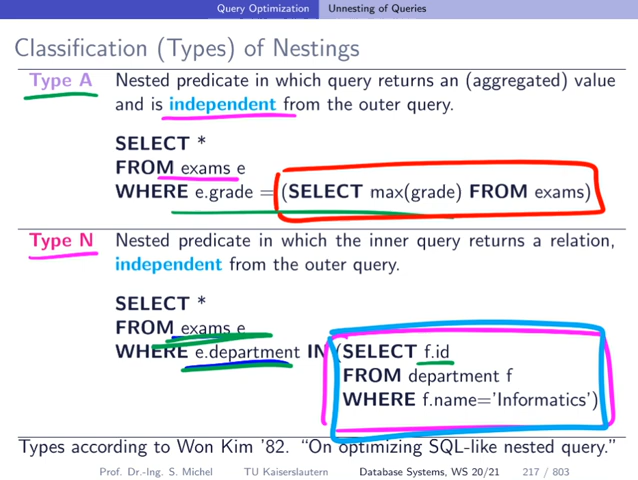 Query Optimization Unnesting of Queries
Classification (Types) of Nestings
Type A Nested predicate in which query returns an (aggregated) value
and is independent from the outer query.
SELECT *
FROM exams e
WHERE e.grade = (SELECT max(grade) FROM exams)
Type N Nested predicate in which the inner query returns a relation,
independent from the outer query.
SELECT *
FROM exams e
WHERE e.department IN (SELECT f.id
FROM department f
WHERE f.name='Informatics')
Types according to Won Kim '82. “On optimizing SQL-like nested query.”
Prof. Dr.-Ing. S. Michel TU Kaiserslautern Database Systems, WS 20/21 217 / 803